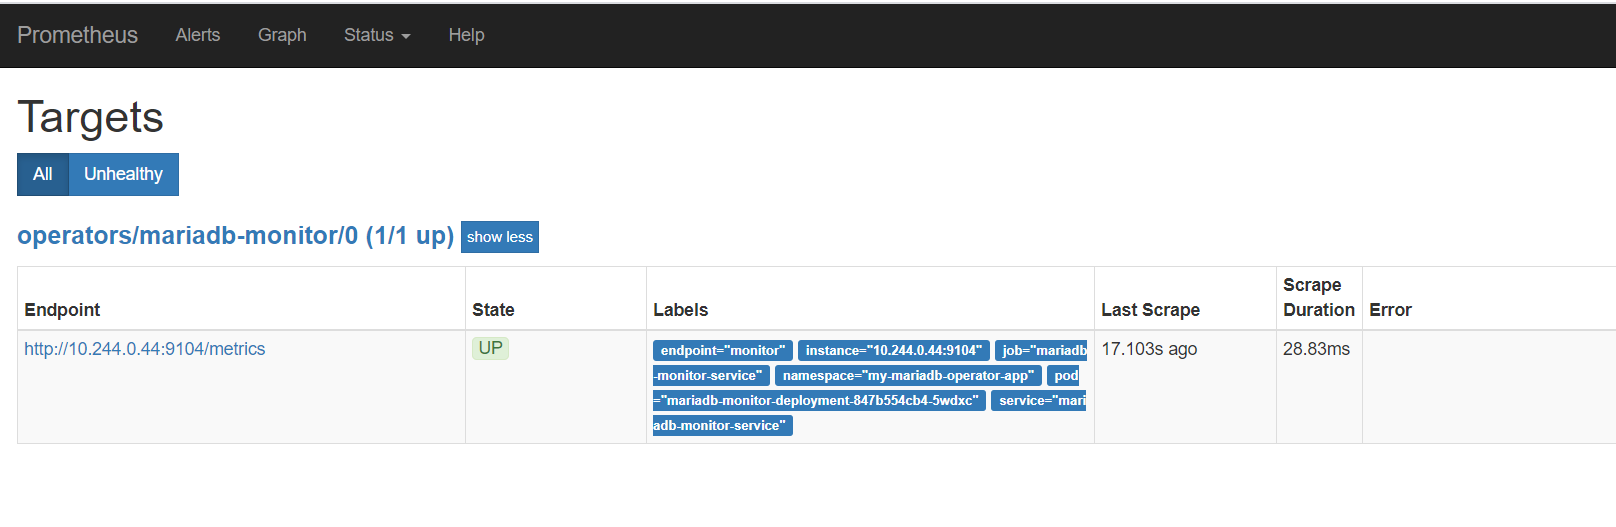 Prometheus Alerts Graph Status Help
Targets
All Unhealthy
operators/mariadb-monitor/0 (1/1 up) show less
Endpoint State Labels Last Scrape Scrape Duration Error
http://10.244.0.44:9104/metrics UP endpoint="monitor" instance="10.244.0.44:9104" job="mariadb 17.103s ago 28.83ms
-monitor-service" namespace="my-mariadb-operator-app" pod
="mariadb-monitor-deployment-847b554cb4-5wdxc" service="mari
adb-monitor-service"